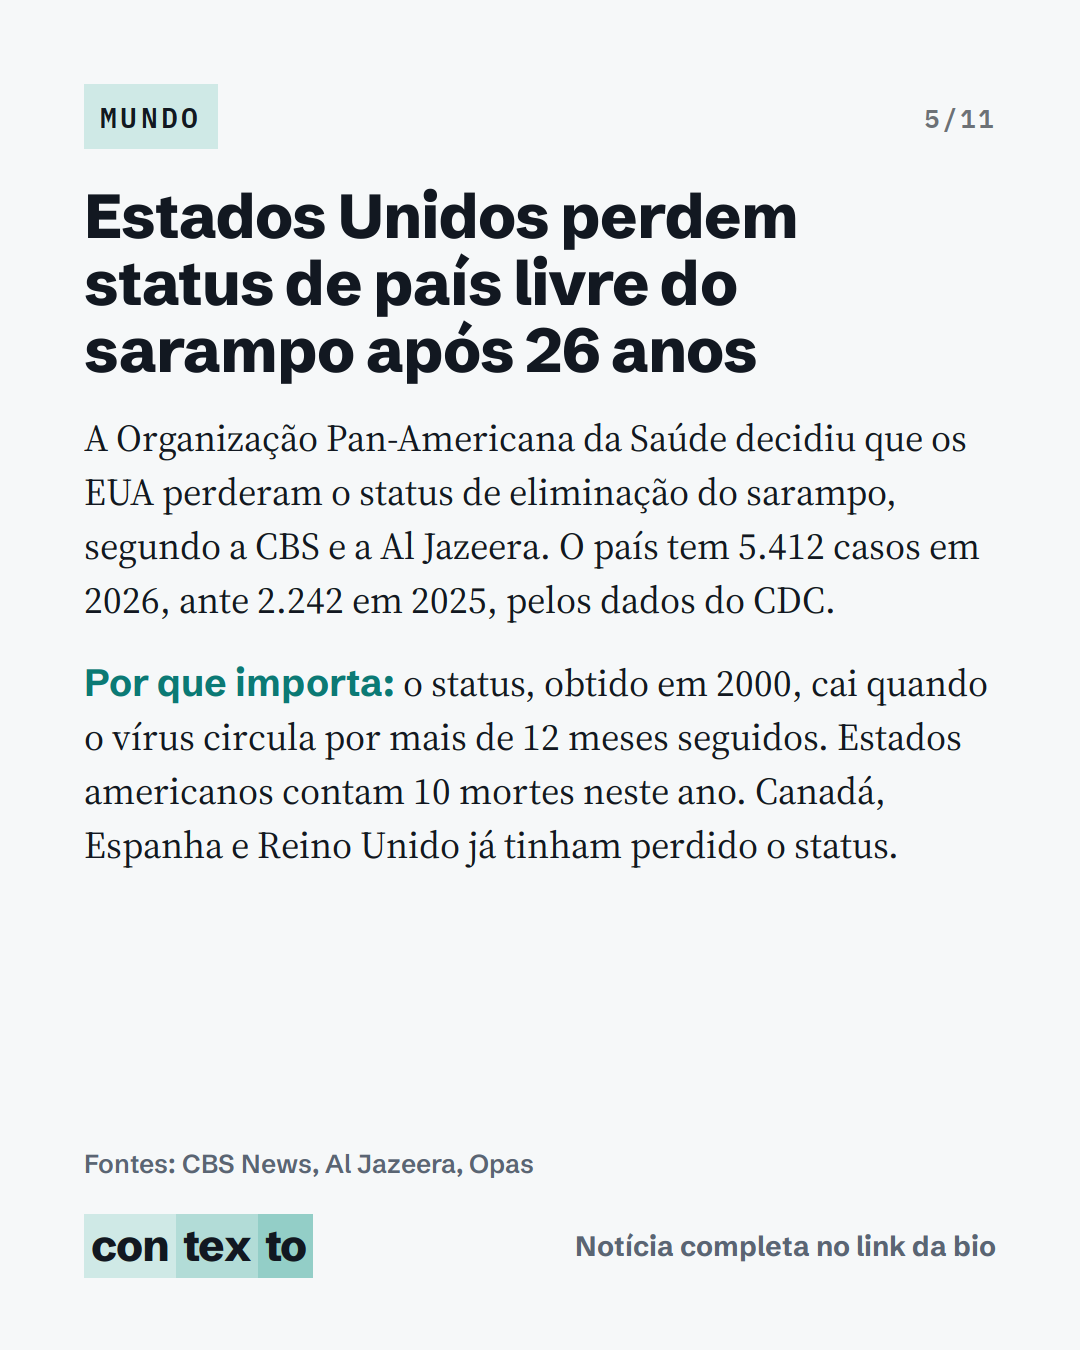 MUNDO
5/11
Estados Unidos perdem
status de país livre do
sarampo após 26 anos
A Organização Pan-Americana da Saúde decidiu que os
EUA perderam o status de eliminação do sarampo,
segundo a CBS e a Al Jazeera. O país tem 5.412 casos em
2026, ante 2.242 em 2025, pelos dados do CDC.
Por que importa: o status, obtido em 2000, cai quando
o vírus circula por mais de 12 meses seguidos. Estados
americanos contam 10 mortes neste ano. Canadá,
Espanha e Reino Unido já tinham perdido o status.
Fontes: CBS News, Al Jazeera, Opas
con tex to
Notícia completa no link da bio